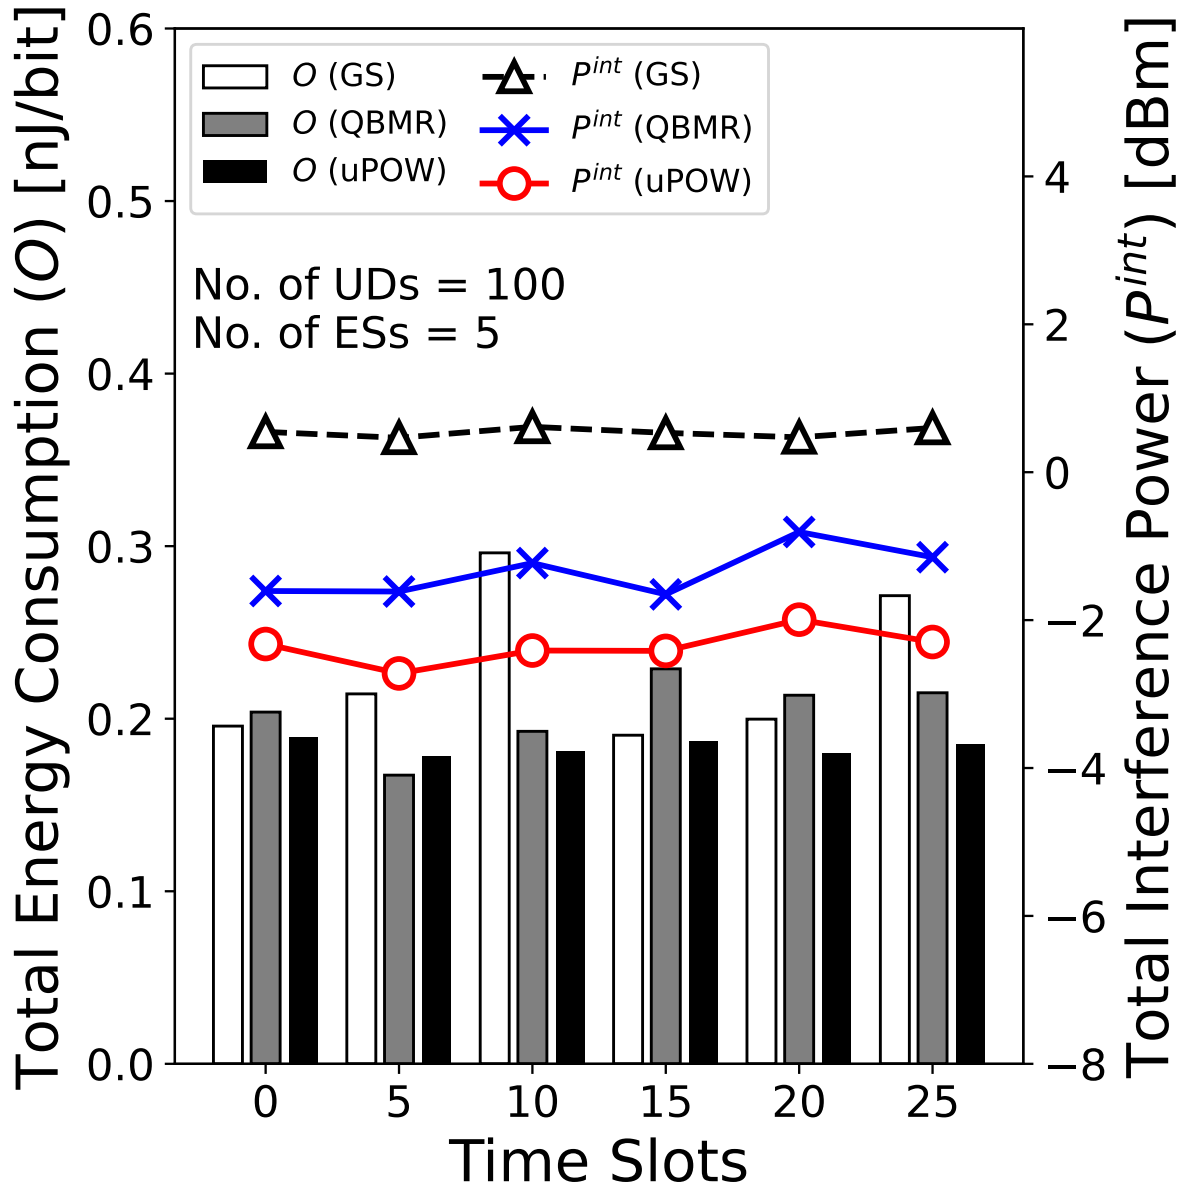 Total Energy Consumption (O) [nJ/bit]
0.6
0.5
0.4
0.3
0.2
0.1
0.0
O (GS)
O (QBMR)
O (uPOW)
P^int (GS)
P^int (QBMR)
P^int (uPOW)
No. of UDs = 100
No. of ESs = 5
4
2
0
−2
−4
−6
−8
Total Interference Power (P^int) [dBm]
0 5 10 15 20 25
Time Slots